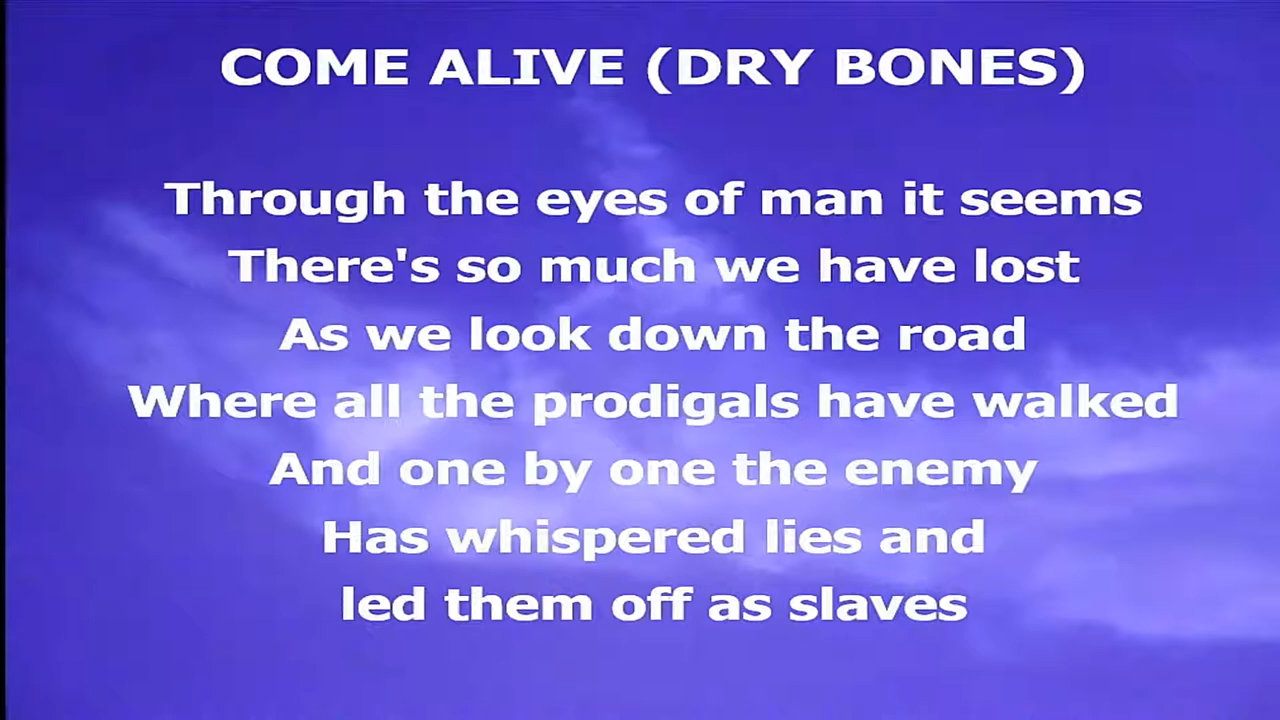 COME ALIVE (DRY BONES)
Through the eyes of man it seems
There's so much we have lost
As we look down the road
Where all the prodigals have walked
And one by one the enemy
Has whispered lies and
led them off as slaves